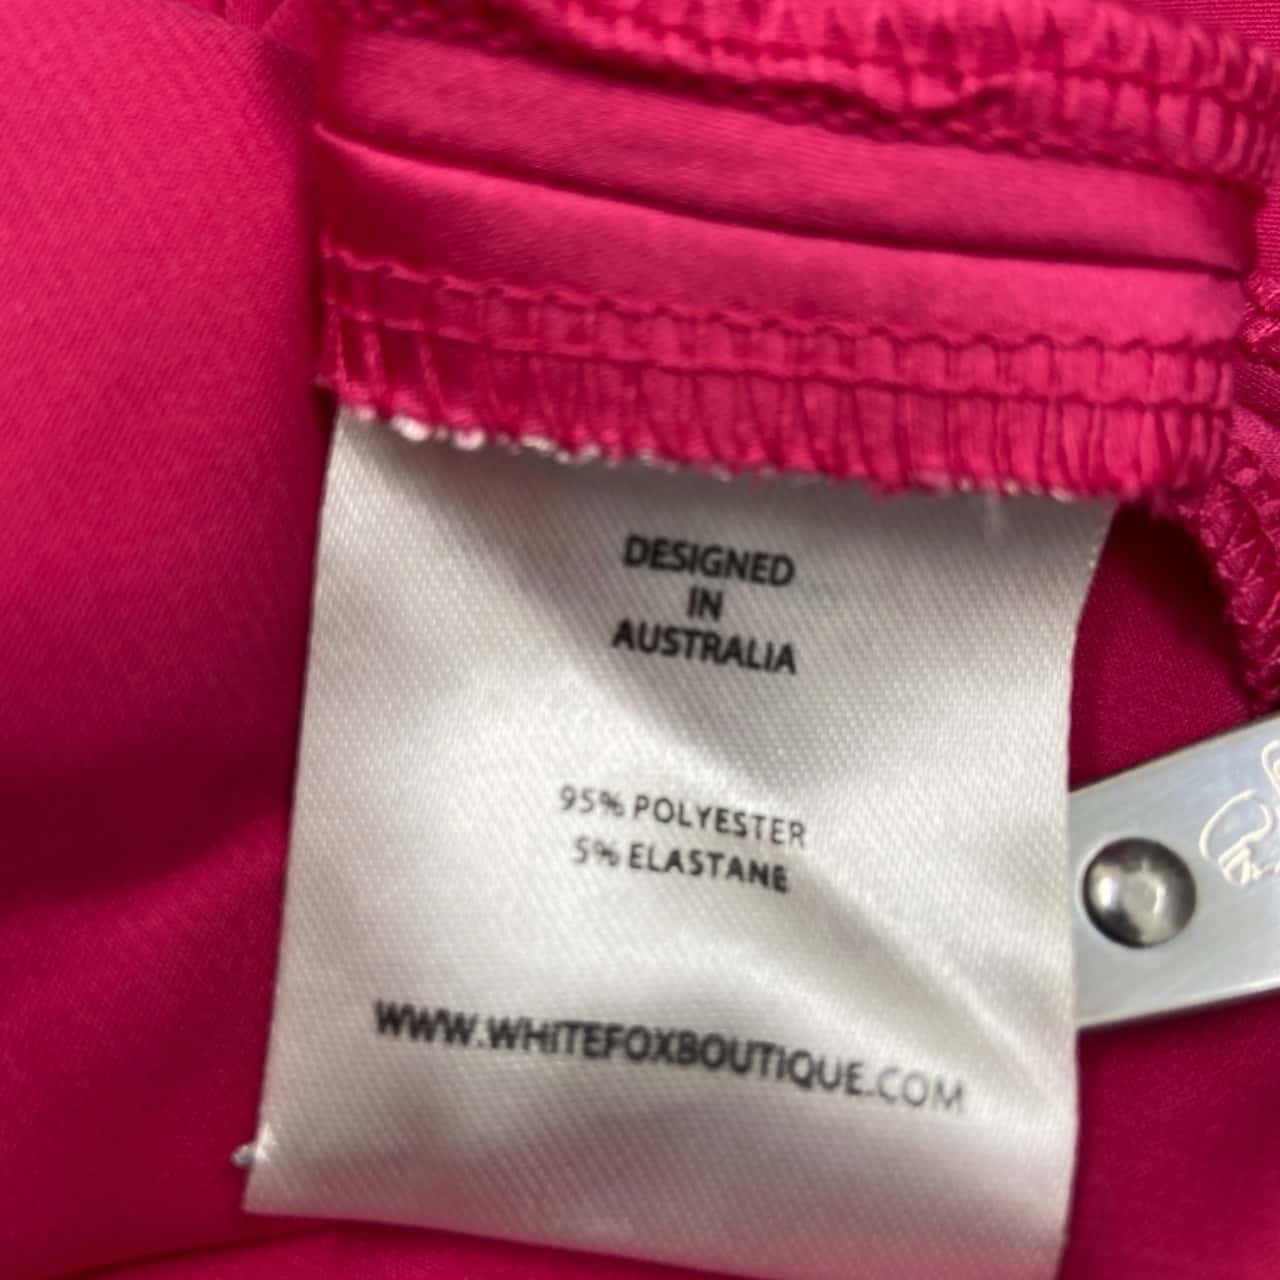 DESIGNED
IN
AUSTRALIA
95% POLYESTER
5% ELASTANE
WWW.WHITEFOXBOUTIQUE.COM